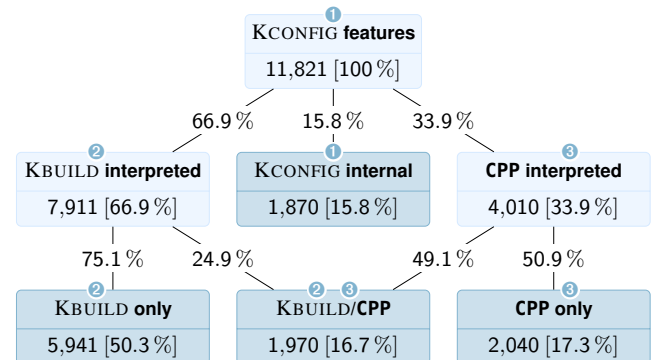 1
KCONFIG features
11,821 [100 %]
66.9 % 15.8 % 33.9 %
2 1 3
KBUILD interpreted KCONFIG internal CPP interpreted
7,911 [66.9 %] 1,870 [15.8 %] 4,010 [33.9 %]
75.1 % 24.9 % 49.1 % 50.9 %
2 2 3 3
KBUILD only KBUILD/CPP CPP only
5,941 [50.3 %] 1,970 [16.7 %] 2,040 [17.3 %]